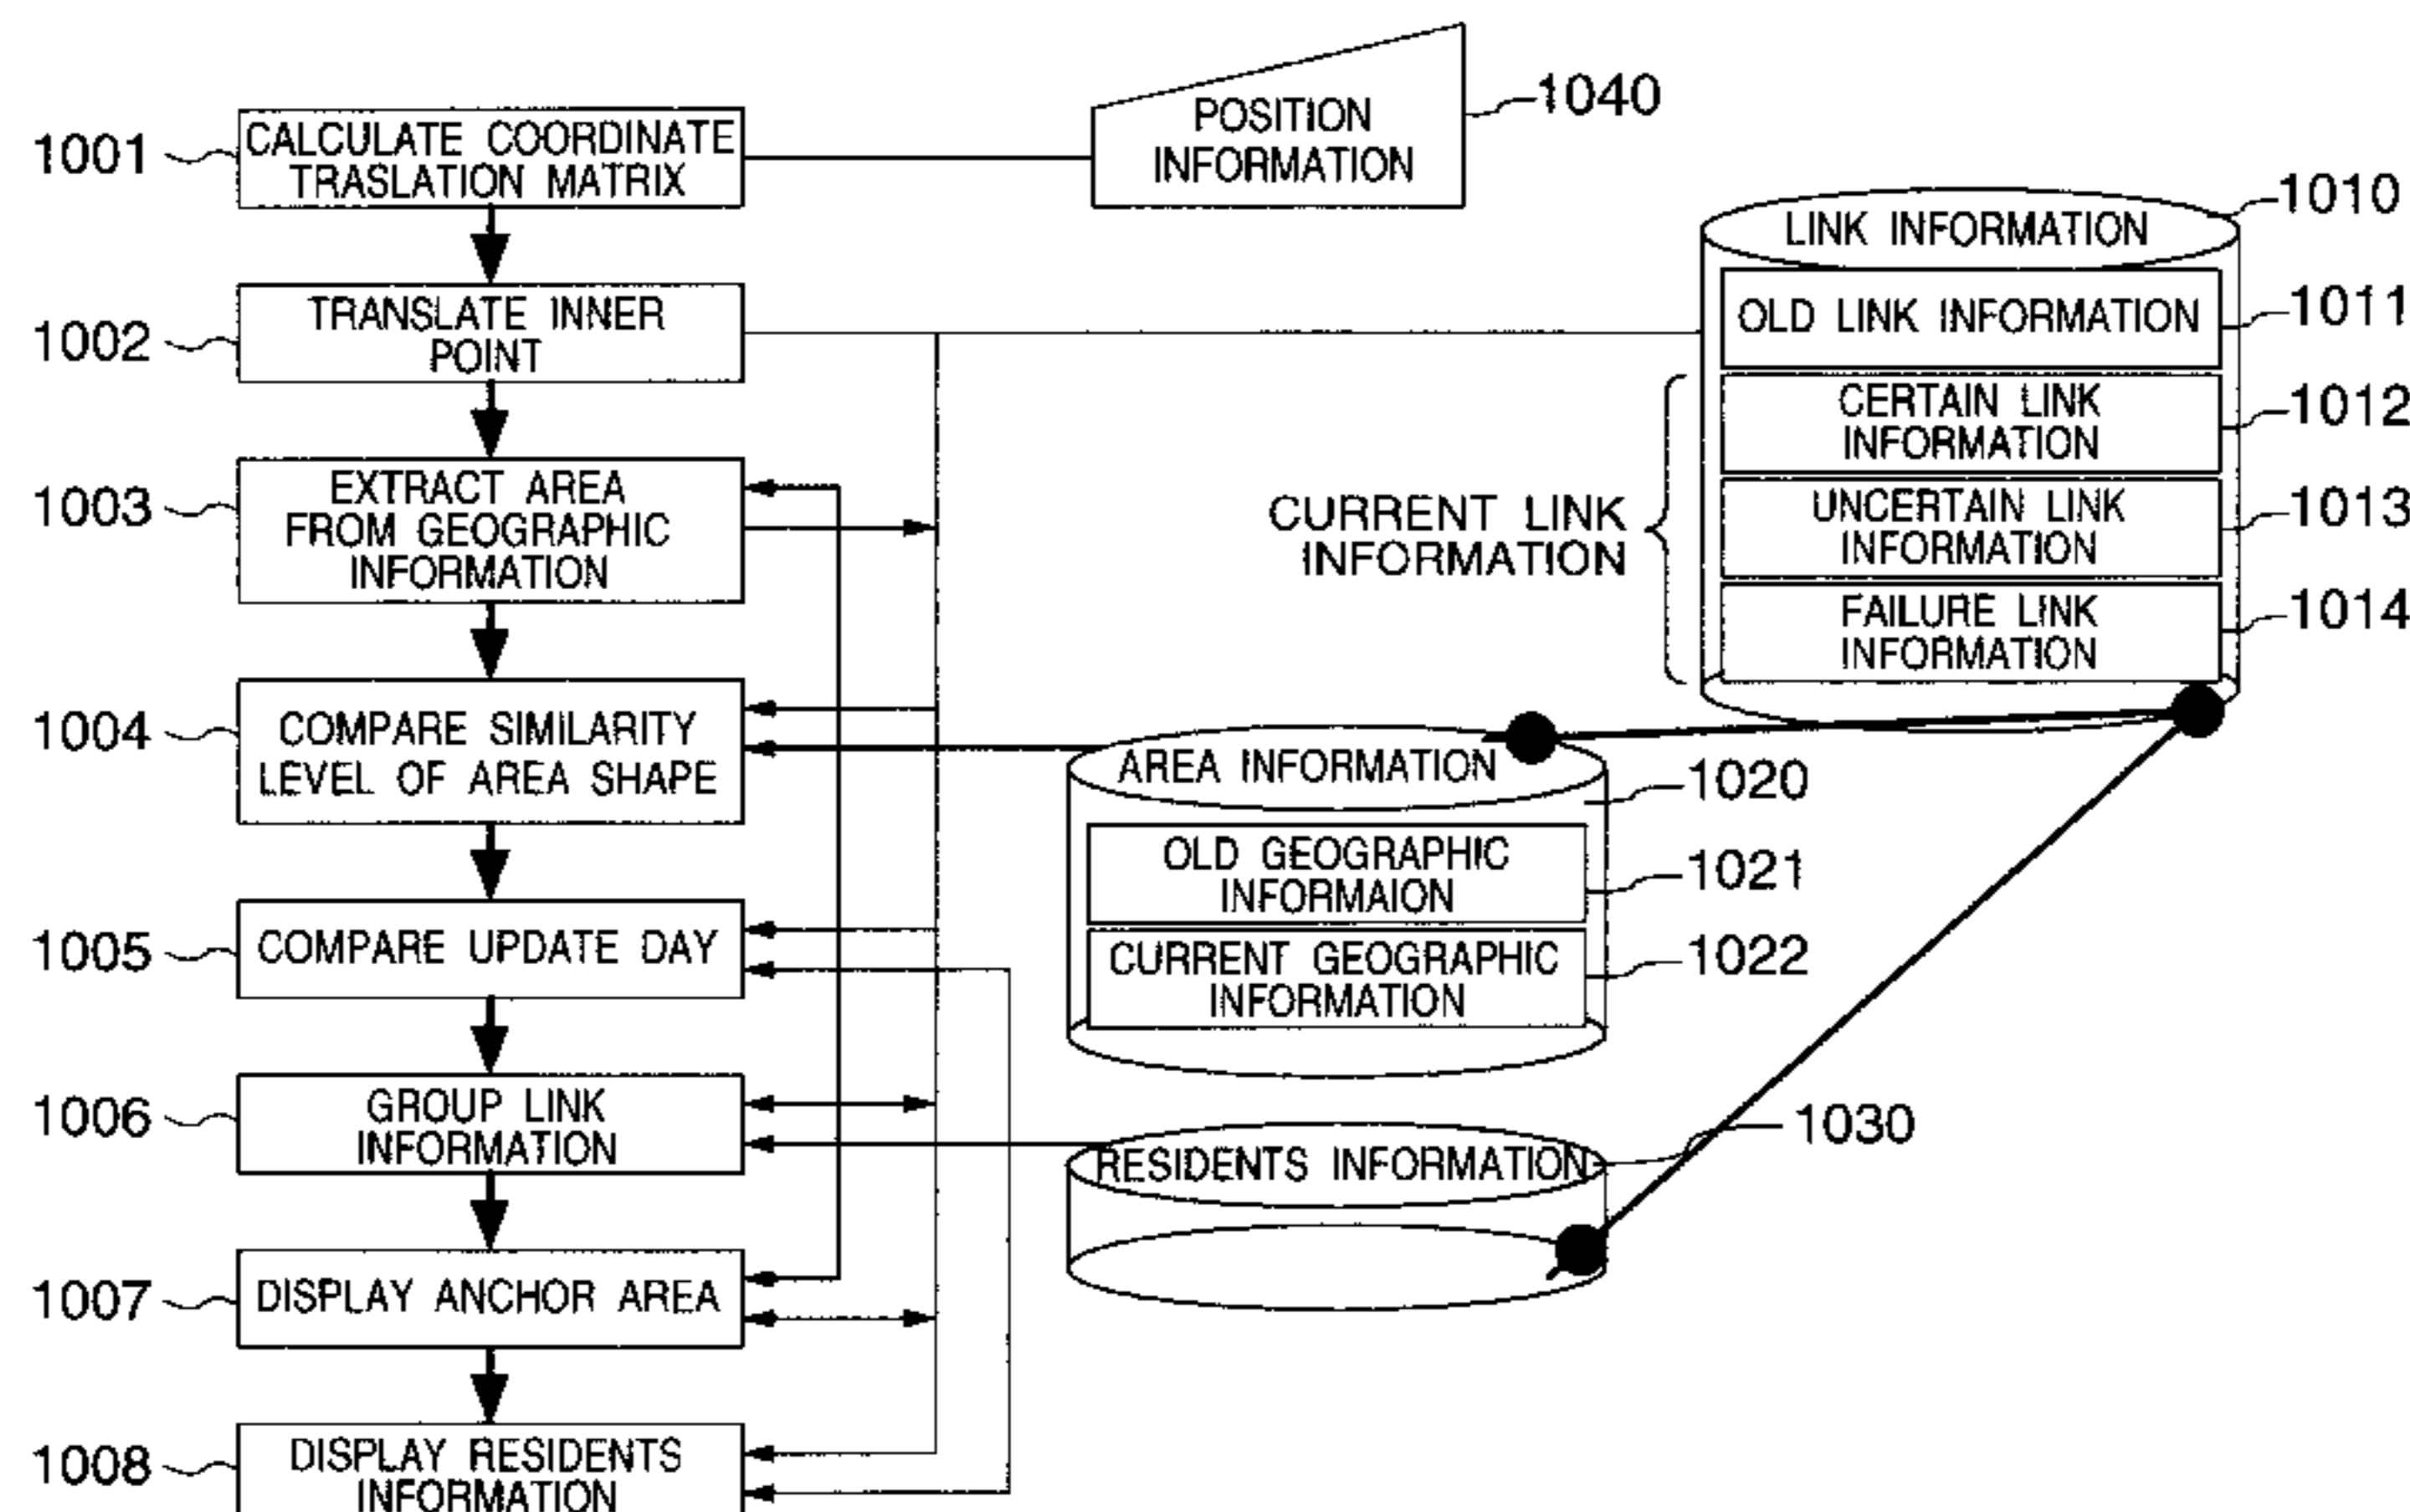 1001
CALCULATE COORDINATE
TRASLATION MATRIX
POSITION
INFORMATION
1040
1002
TRANSLATE INNER
POINT
1003
EXTRACT AREA
FROM GEOGRAPHIC
INFORMATION
1004
COMPARE SIMILARITY
LEVEL OF AREA SHAPE
1005
COMPARE UPDATE DAY
1006
GROUP LINK
INFORMATION
1007
DISPLAY ANCHOR AREA
1008
DISPLAY RESIDENTS
INFORMATION
LINK INFORMATION
1010
OLD LINK INFORMATION
1011
CURRENT LINK
INFORMATION
CERTAIN LINK
INFORMATION
1012
UNCERTAIN LINK
INFORMATION
1013
FAILURE LINK
INFORMATION
1014
AREA INFORMATION
1020
OLD GEOGRAPHIC
INFORMAION
1021
CURRENT GEOGRAPHIC
INFORMATION
1022
RESIDENTS INFORMATION
1030